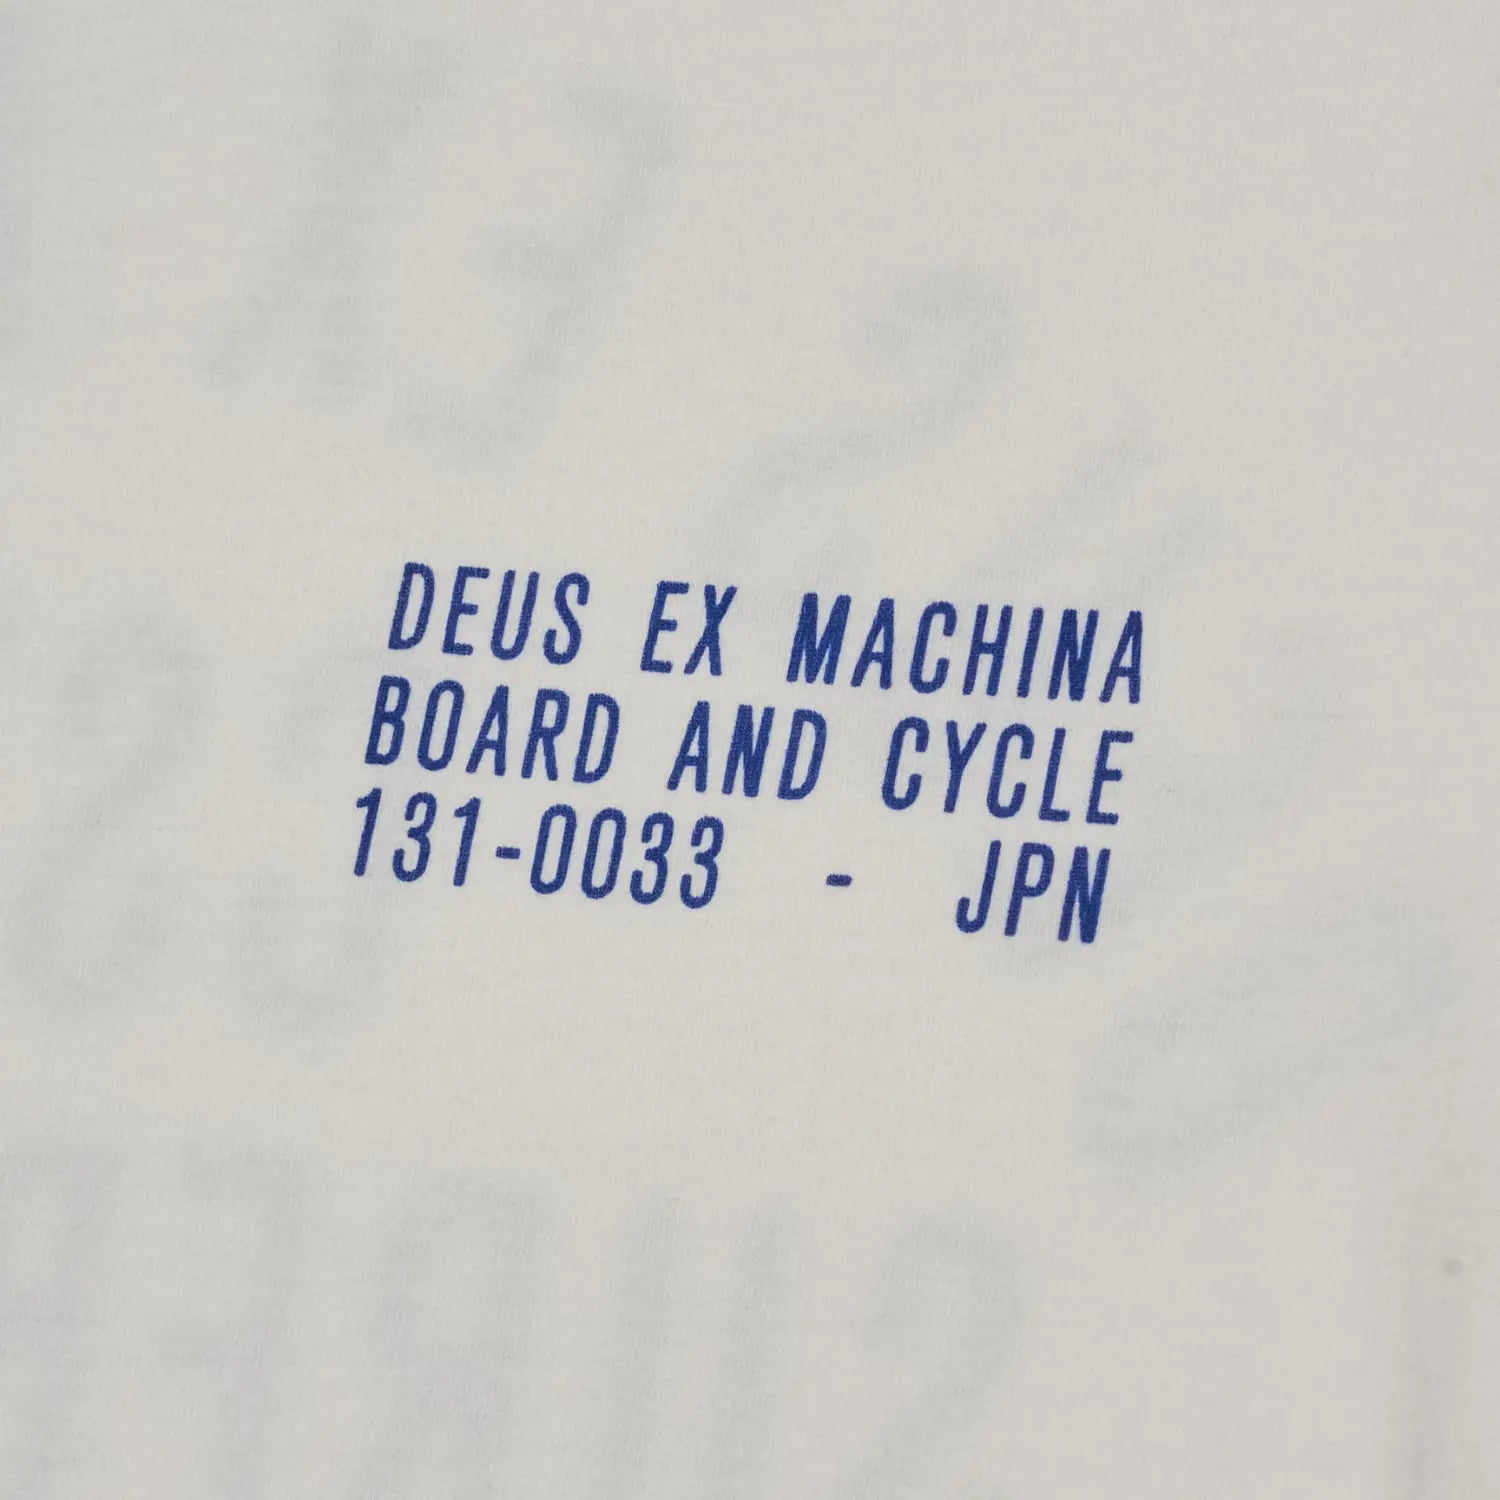 DEUS EX MACHINA
BOARD AND CYCLE
131-0033 - JPN